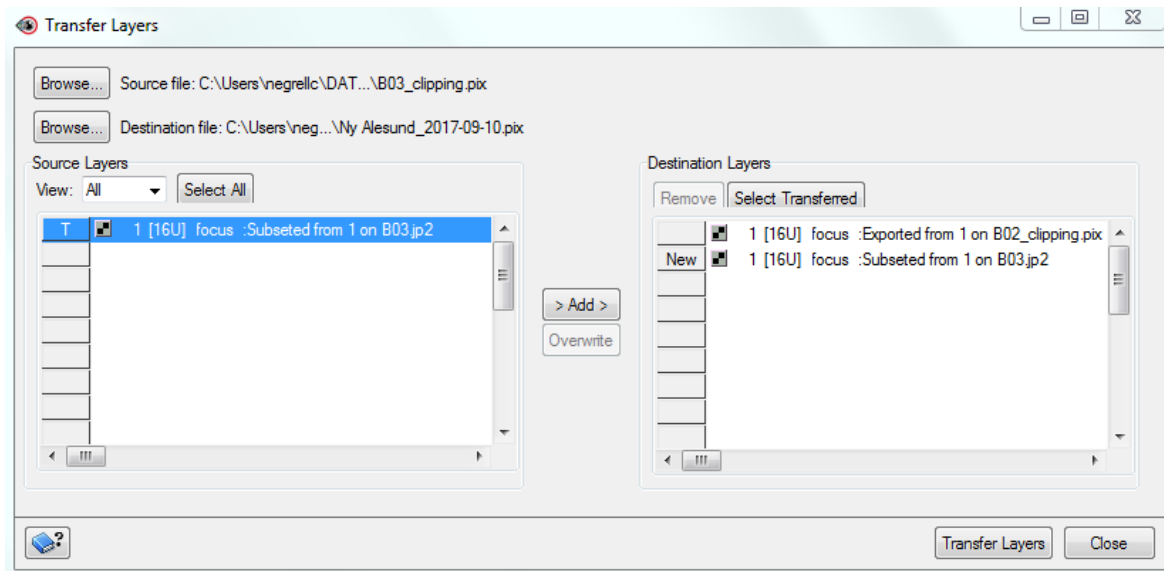 Transfer Layers
Browse... Source file: C:\Users\negrellc\DAT...\B03_clipping.pix
Browse... Destination file: C:\Users\neg...\Ny Alesund_2017-09-10.pix
Source Layers
View: All Select All
T 1 [16U] focus :Subseted from 1 on B03.jp2
> Add >
Overwrite
Destination Layers
Remove Select Transferred
1 [16U] focus :Exported from 1 on B02_clipping.pix
New 1 [16U] focus :Subseted from 1 on B03.jp2
?
Transfer Layers Close